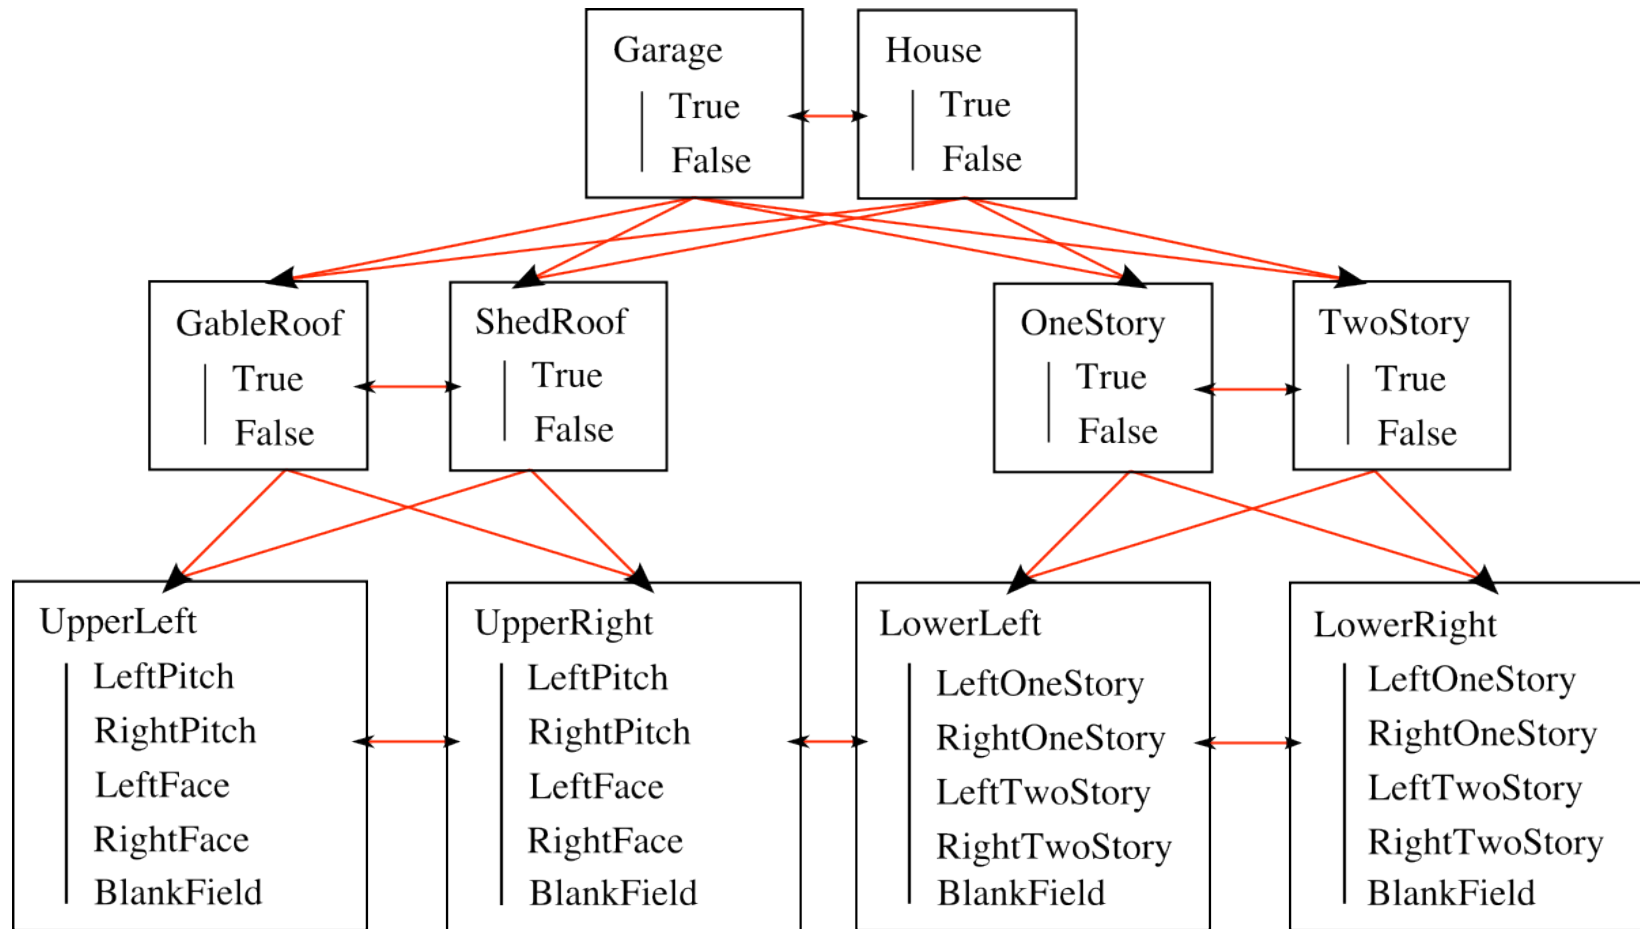 Garage
True
False
House
True
False
GableRoof
True
False
ShedRoof
True
False
OneStory
True
False
TwoStory
True
False
UpperLeft
LeftPitch
RightPitch
LeftFace
RightFace
BlankField
UpperRight
LeftPitch
RightPitch
LeftFace
RightFace
BlankField
LowerLeft
LeftOneStory
RightOneStory
LeftTwoStory
RightTwoStory
BlankField
LowerRight
LeftOneStory
RightOneStory
LeftTwoStory
RightTwoStory
BlankField